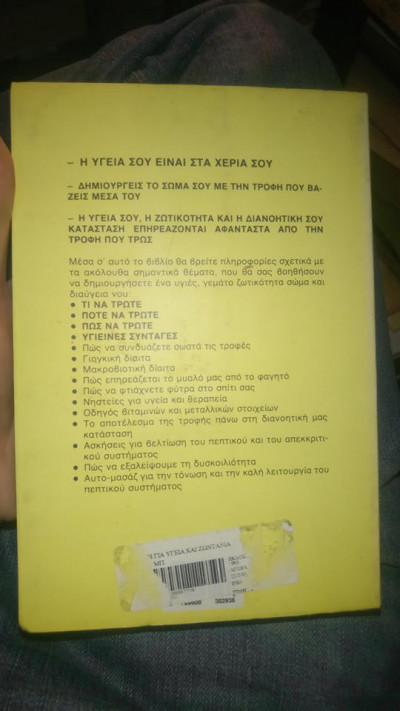 – Η ΥΓΕΙΑ ΣΟΥ ΕΙΝΑΙ ΣΤΑ ΧΕΡΙΑ ΣΟΥ
– ΔΗΜΙΟΥΡΓΕΙΣ ΤΟ ΣΩΜΑ ΣΟΥ ΜΕ ΤΗΝ ΤΡΟΦΗ ΠΟΥ ΒΑ-
ΖΕΙΣ ΜΕΣΑ ΤΟΥ
– Η ΥΓΕΙΑ ΣΟΥ, Η ΖΩΤΙΚΟΤΗΤΑ ΚΑΙ Η ΔΙΑΝΟΗΤΙΚΗ ΣΟΥ
ΚΑΤΑΣΤΑΣΗ ΕΠΗΡΕΑΖΟΝΤΑΙ ΑΦΑΝΤΑΣΤΑ ΑΠΟ ΤΗΝ
ΤΡΟΦΗ ΠΟΥ ΤΡΩΣ
Μέσα σ' αυτό το βιβλίο θα βρείτε πληροφορίες σχετικά με
τα ακόλουθα σημαντικά θέματα, που θα σας βοηθήσουν
να δημιουργήσετε ένα υγιές, γεμάτο ζωτικότητα σώμα και
διαύγεια νου:
● ΤΙ ΝΑ ΤΡΩΤΕ
● ΠΟΤΕ ΝΑ ΤΡΩΤΕ
● ΠΩΣ ΝΑ ΤΡΩΤΕ
● ΥΓΙΕΙΝΕΣ ΣΥΝΤΑΓΕΣ
● Πώς να συνδυάζετε σωστά τις τροφές
● Γιαγκική δίαιτα
● Μακροβιοτική δίαιτα
● Πώς επηρεάζεται το μυαλό μας από το φαγητό
● Πώς να φτιάχνετε φύτρα στο σπίτι σας
● Νηστείες για υγεία και θεραπεία
● Οδηγός βιταμινών και μεταλλικών στοιχείων
● Το αποτέλεσμα της τροφής πάνω στη διανοητική μας
κατάσταση
● Ασκήσεις για βελτίωση του πεπτικού και του απεκκριτι-
κού συστήματος
● Πώς να εξαλείψουμε τη δυσκοιλιότητα
● Αυτο-μασάζ για την τόνωση και την καλή λειτουργία του
πεπτικού συστήματος
ΓΙΑ ΥΓΕΙΑ ΚΑΙ ΖΩΝΤΑΝΙΑ
302938